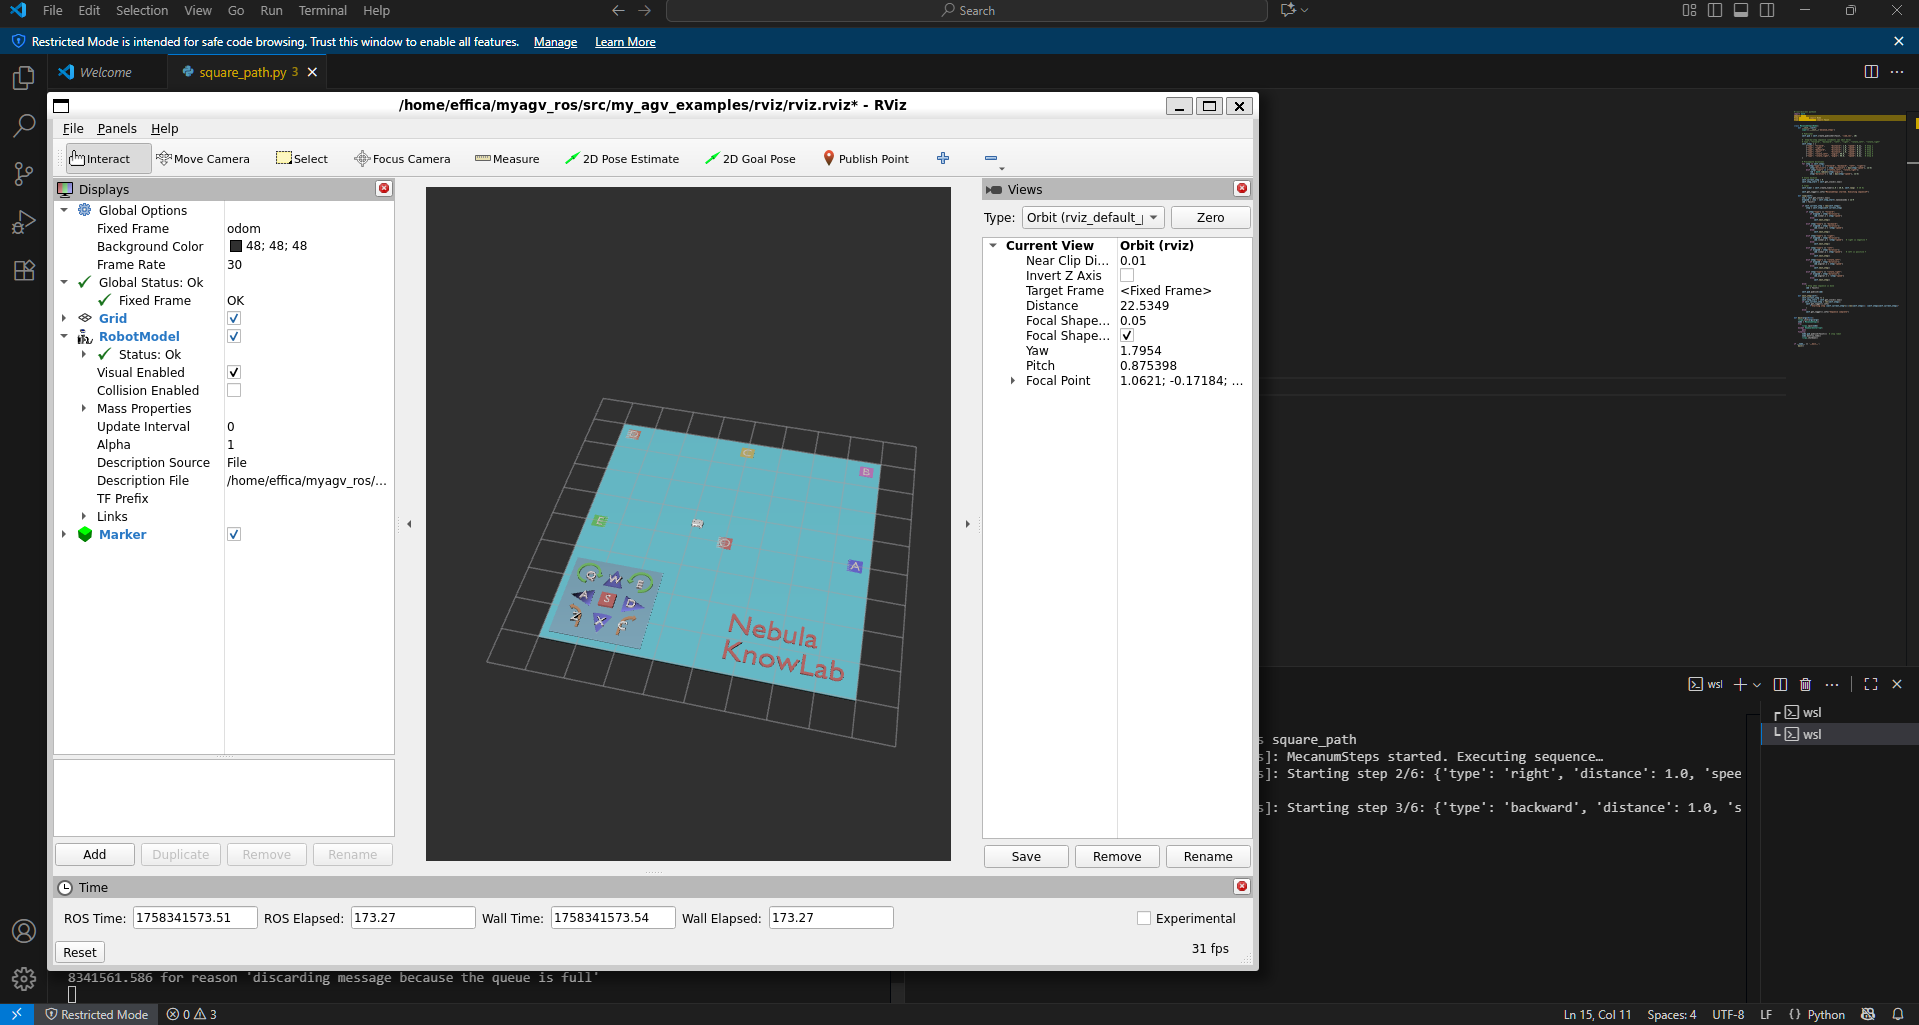 File Edit Selection View Go Run Terminal Help
Search
Restricted Mode is intended for safe code browsing. Trust this window to enable all features. Manage Learn More
Welcome
square_path.py 3
/home/effica/myagv_ros/src/my_agv_examples/rviz/rviz.rviz* - RViz
File Panels Help
Interact Move Camera Select Focus Camera Measure 2D Pose Estimate 2D Goal Pose Publish Point
Displays
Global Options
Fixed Frame odom
Background Color 48; 48; 48
Frame Rate 30
Global Status: Ok
Fixed Frame OK
Grid
RobotModel
Status: Ok
Visual Enabled
Collision Enabled
Mass Properties
Update Interval 0
Alpha 1
Description Source File
Description File /home/effica/myagv_ros/...
TF Prefix
Links
Marker
Add Duplicate Remove Rename
C
B
E
A
Q W E
A S D
Z X C
Nebula
KnowLab
Views
Type: Orbit (rviz_default_ Zero
Current View Orbit (rviz)
Near Clip Di... 0.01
Invert Z Axis
Target Frame <Fixed Frame>
Distance 22.5349
Focal Shape... 0.05
Focal Shape...
Yaw 1.7954
Pitch 0.875398
Focal Point 1.0621; -0.17184; ...
Save Remove Rename
Time
ROS Time: 1758341573.51 ROS Elapsed: 173.27 Wall Time: 1758341573.54 Wall Elapsed: 173.27 Experimental
Reset
31 fps
wsl
wsl
wsl
s square_path
s]: MecanumSteps started. Executing sequence…
s]: Starting step 2/6: {'type': 'right', 'distance': 1.0, 'spee
s]: Starting step 3/6: {'type': 'backward', 'distance': 1.0, 's
8341561.586 for reason 'discarding message because the queue is full'
Restricted Mode 0 3
Ln 15, Col 11 Spaces: 4 UTF-8 LF {} Python